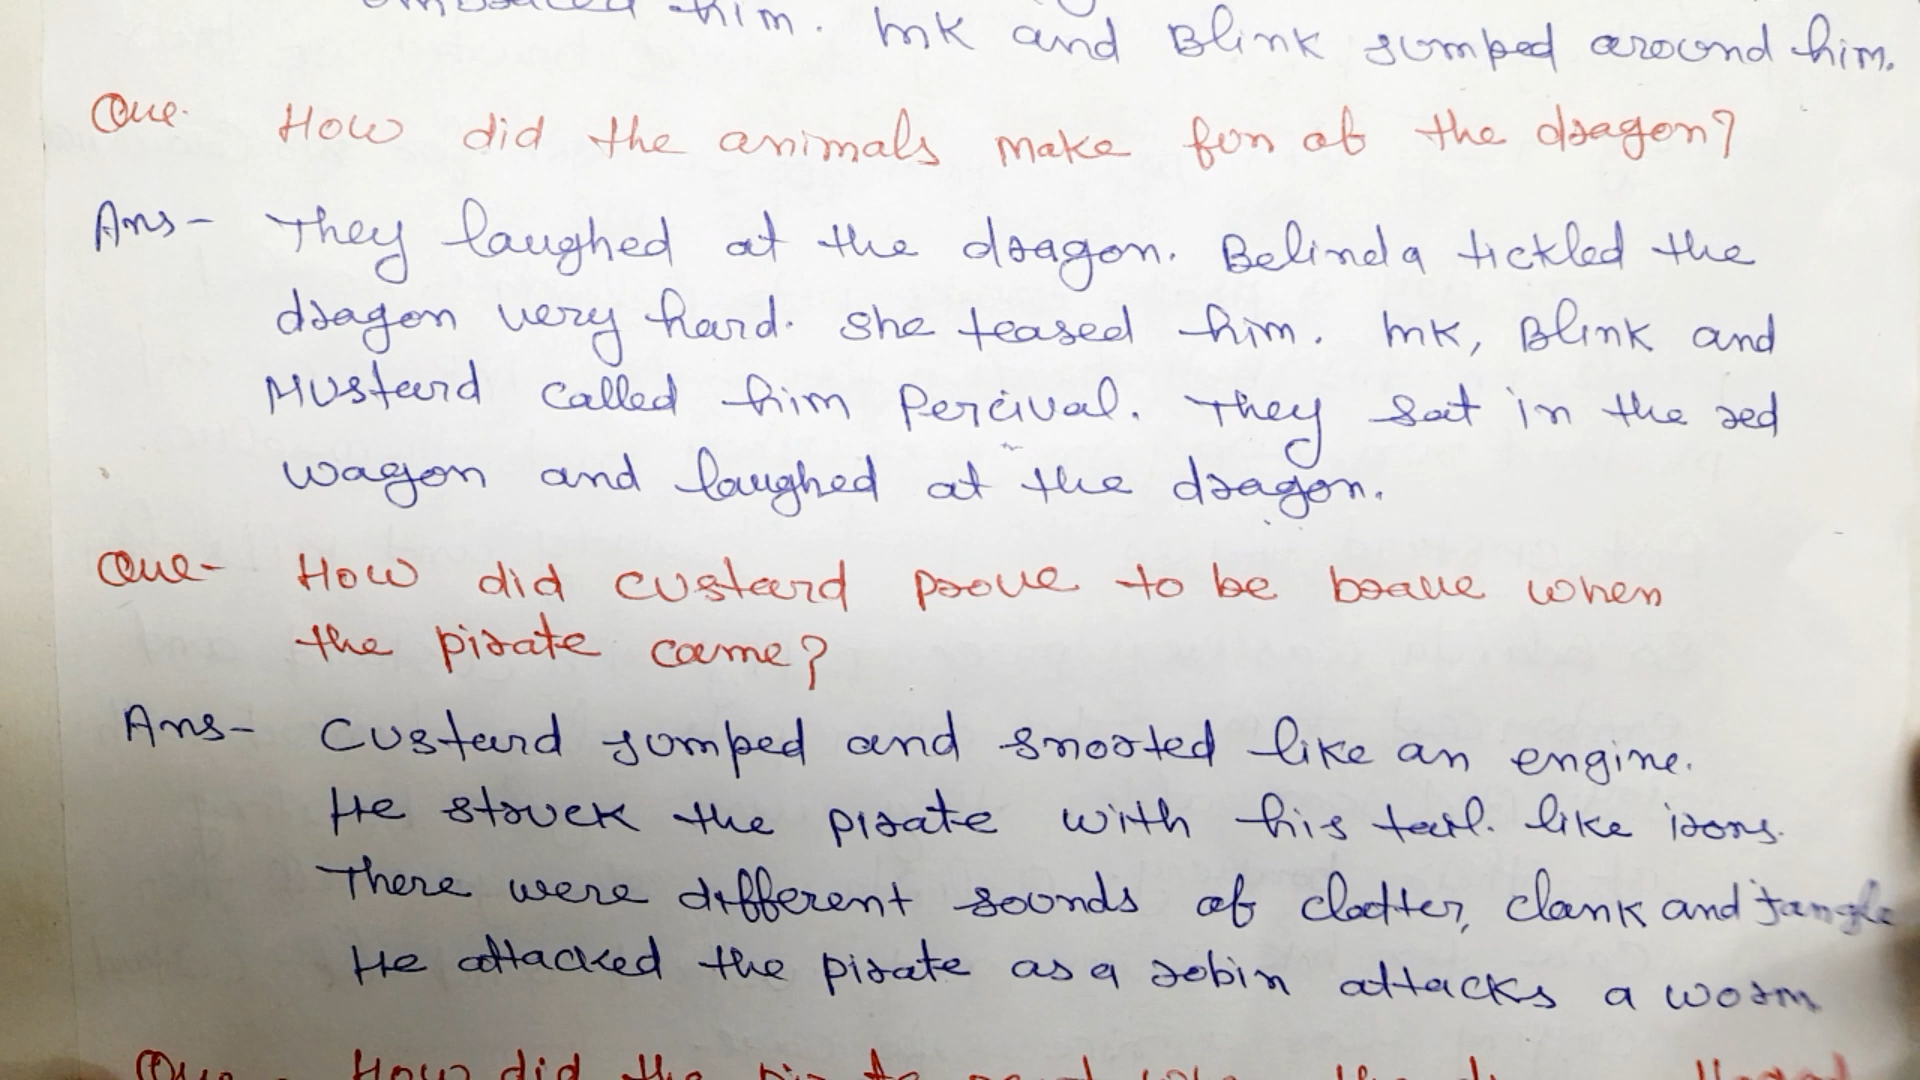 embraced him. Ink and Blink jumped around him.
Que. How did the animals make fun of the dragon?
Ans- They laughed at the dragon. Belinda tickled the
dragon very hard. She teased him. Ink, Blink and
Mustard called him Percival. They sat in the red
wagon and laughed at the dragon.
Que- How did custard prove to be brave when
the pirate came?
Ans- Custard jumped and snorted like an engine.
He struck the pirate with his tail. like irons.
There were different sounds of clatter, clank and jangle
He attacked the pirate as a robin attacks a worm
Que - How did the